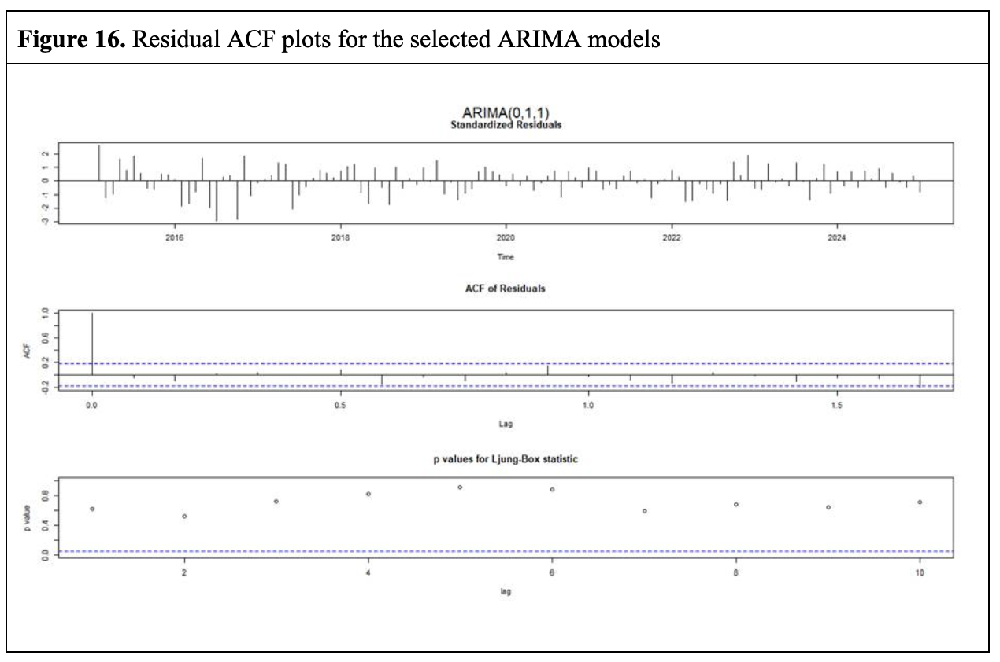 Figure 16. Residual ACF plots for the selected ARIMA models
ARIMA(0,1,1)
Standardized Residuals
2
1
0
-1
-2
-3
2016 2018 2020 2022 2024
Time
ACF of Residuals
ACF
1.0
0.6
0.2
-0.2
0.0 0.5 1.0 1.5
Lag
p values for Ljung-Box statistic
p value
0.8
0.4
0.0
2 4 6 8 10
lag